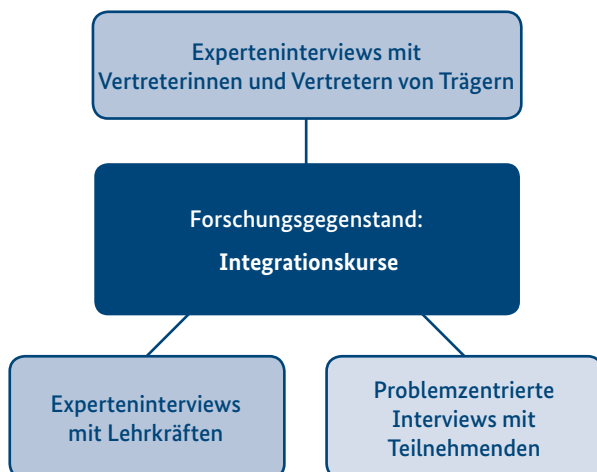 Experteninterviews mit
Vertreterinnen und Vertretern von Trägern
Forschungsgegenstand:
Integrationskurse
Experteninterviews
mit Lehrkräften
Problemzentrierte
Interviews mit
Teilnehmenden